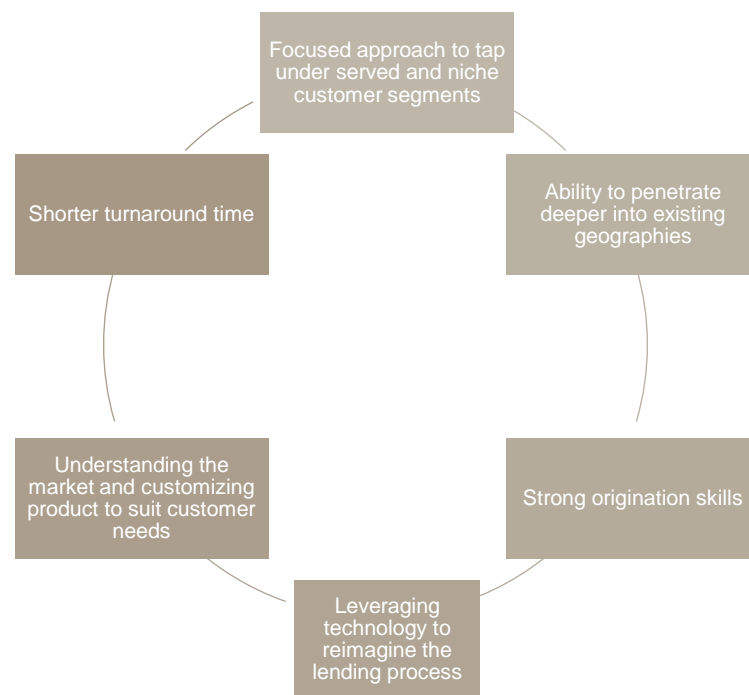 Focused approach to tap
under served and niche
customer segments
Ability to penetrate
deeper into existing
geographies
Strong origination skills
Leveraging
technology to
reimagine the
lending process
Understanding the
market and customizing
product to suit customer
needs
Shorter turnaround time